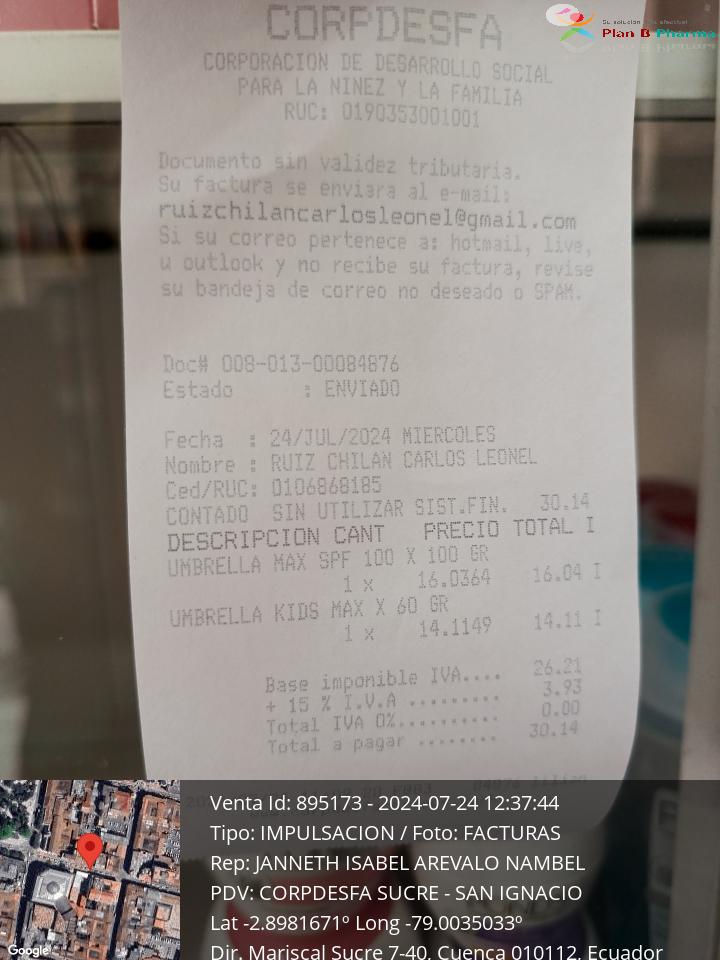 Su solución más efectiva!
Plan B Pharma
CORPDESFA
CORPORACION DE DESARROLLO SOCIAL
PARA LA NINEZ Y LA FAMILIA
RUC: 0190353001001
Documento sin validez tributaria.
Su factura se enviara al e-mail:
ruizchilancarlosleonel@gmail.com
Si su correo pertenece a: hotmail, live,
u outlook y no recibe su factura, revise
su bandeja de correo no deseado o SPAM.
Doc# 008-013-00084876
Estado : ENVIADO
Fecha : 24/JUL/2024 MIERCOLES
Nombre : RUIZ CHILAN CARLOS LEONEL
Ced/RUC: 0106868185
CONTADO SIN UTILIZAR SIST.FIN. 30.14
DESCRIPCION CANT PRECIO TOTAL I
UMBRELLA MAX SPF 100 X 100 GR
1 x 16.0364 16.04 I
UMBRELLA KIDS MAX X 60 GR
1 x 14.1149 14.11 I
Base imponible IVA.... 26.21
+ 15 % I.V.A ......... 3.93
Total IVA 0%.......... 0.00
Total a pagar ........ 30.14
Venta Id: 895173 - 2024-07-24 12:37:44
Tipo: IMPULSACION / Foto: FACTURAS
Rep: JANNETH ISABEL AREVALO NAMBEL
PDV: CORPDESFA SUCRE - SAN IGNACIO
Lat -2.8981671º Long -79.0035033º
Dir. Mariscal Sucre 7-40, Cuenca 010112, Ecuador
Google